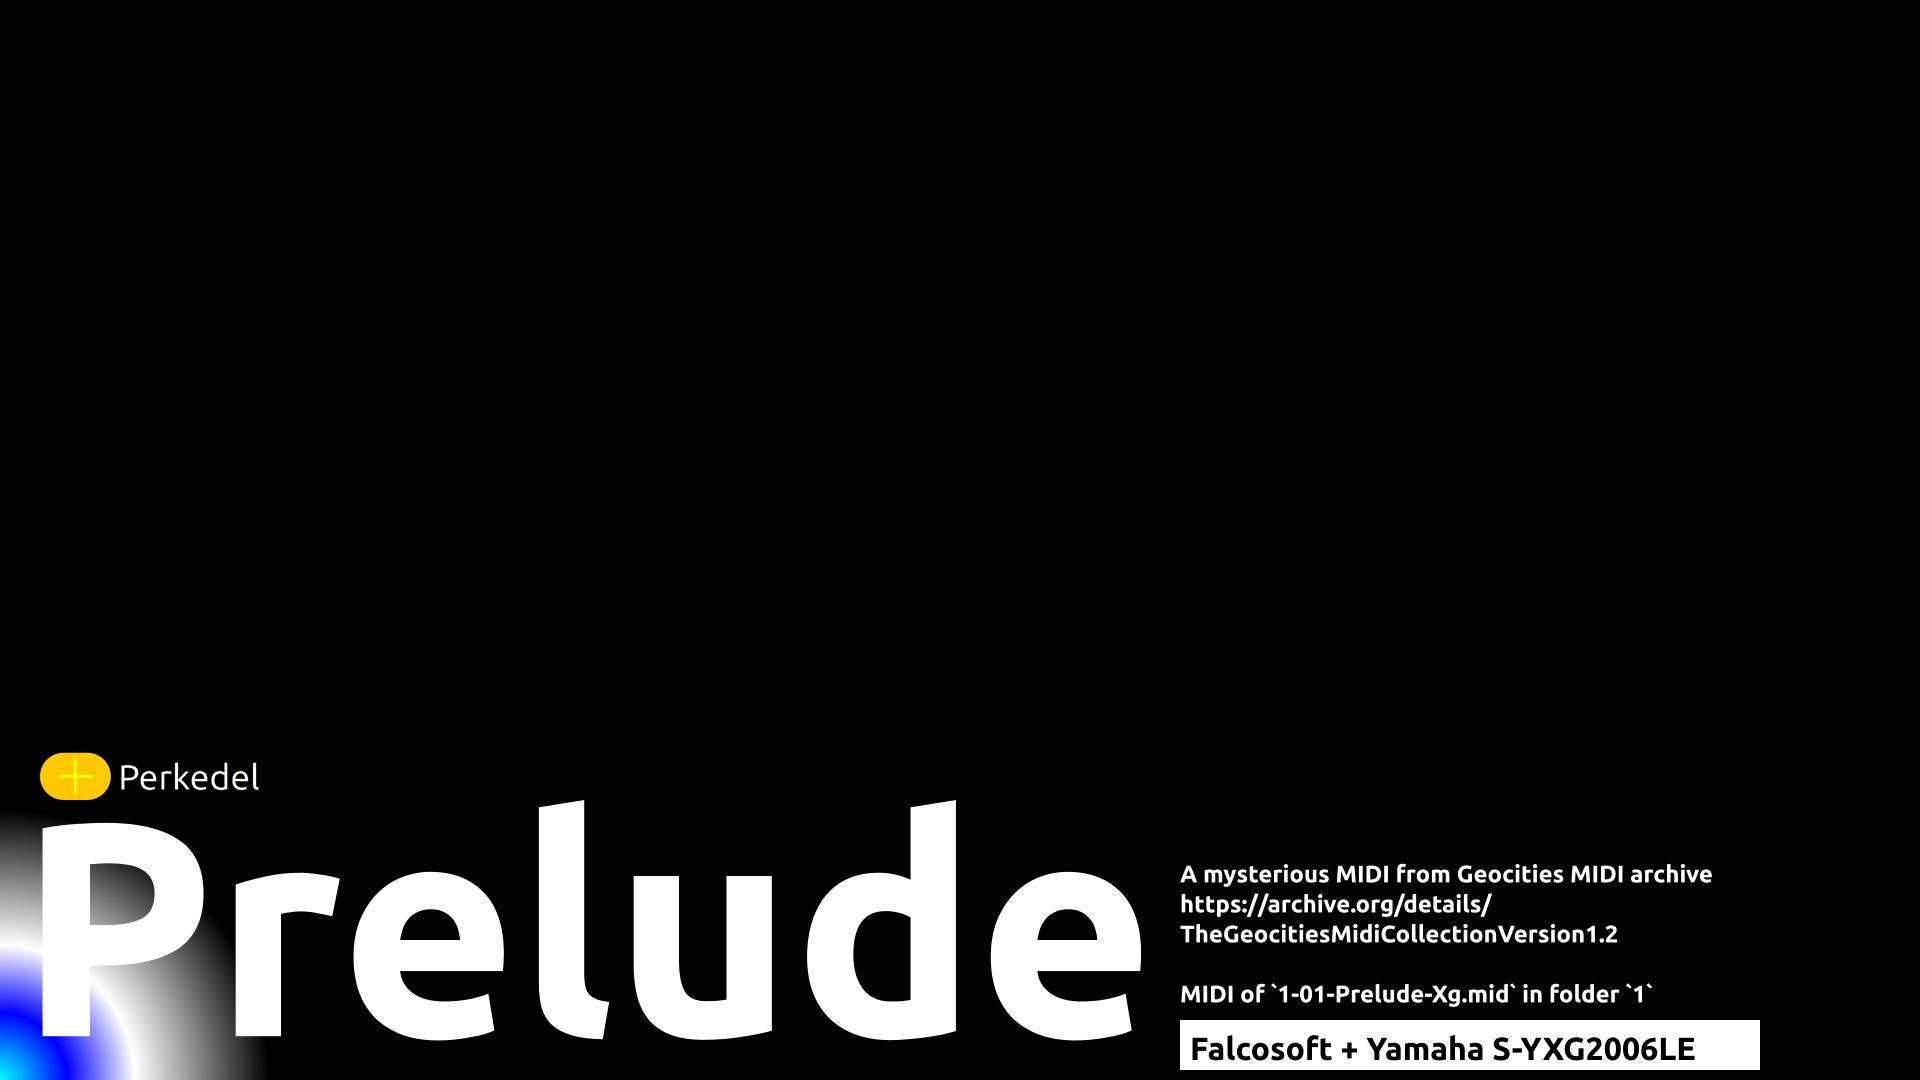 Perkedel
Prelude
A mysterious MIDI from Geocities MIDI archive
https://archive.org/details/
TheGeocitiesMidiCollectionVersion1.2
MIDI of `1-01-Prelude-Xg.mid` in folder `1`
Falcosoft + Yamaha S-YXG2006LE